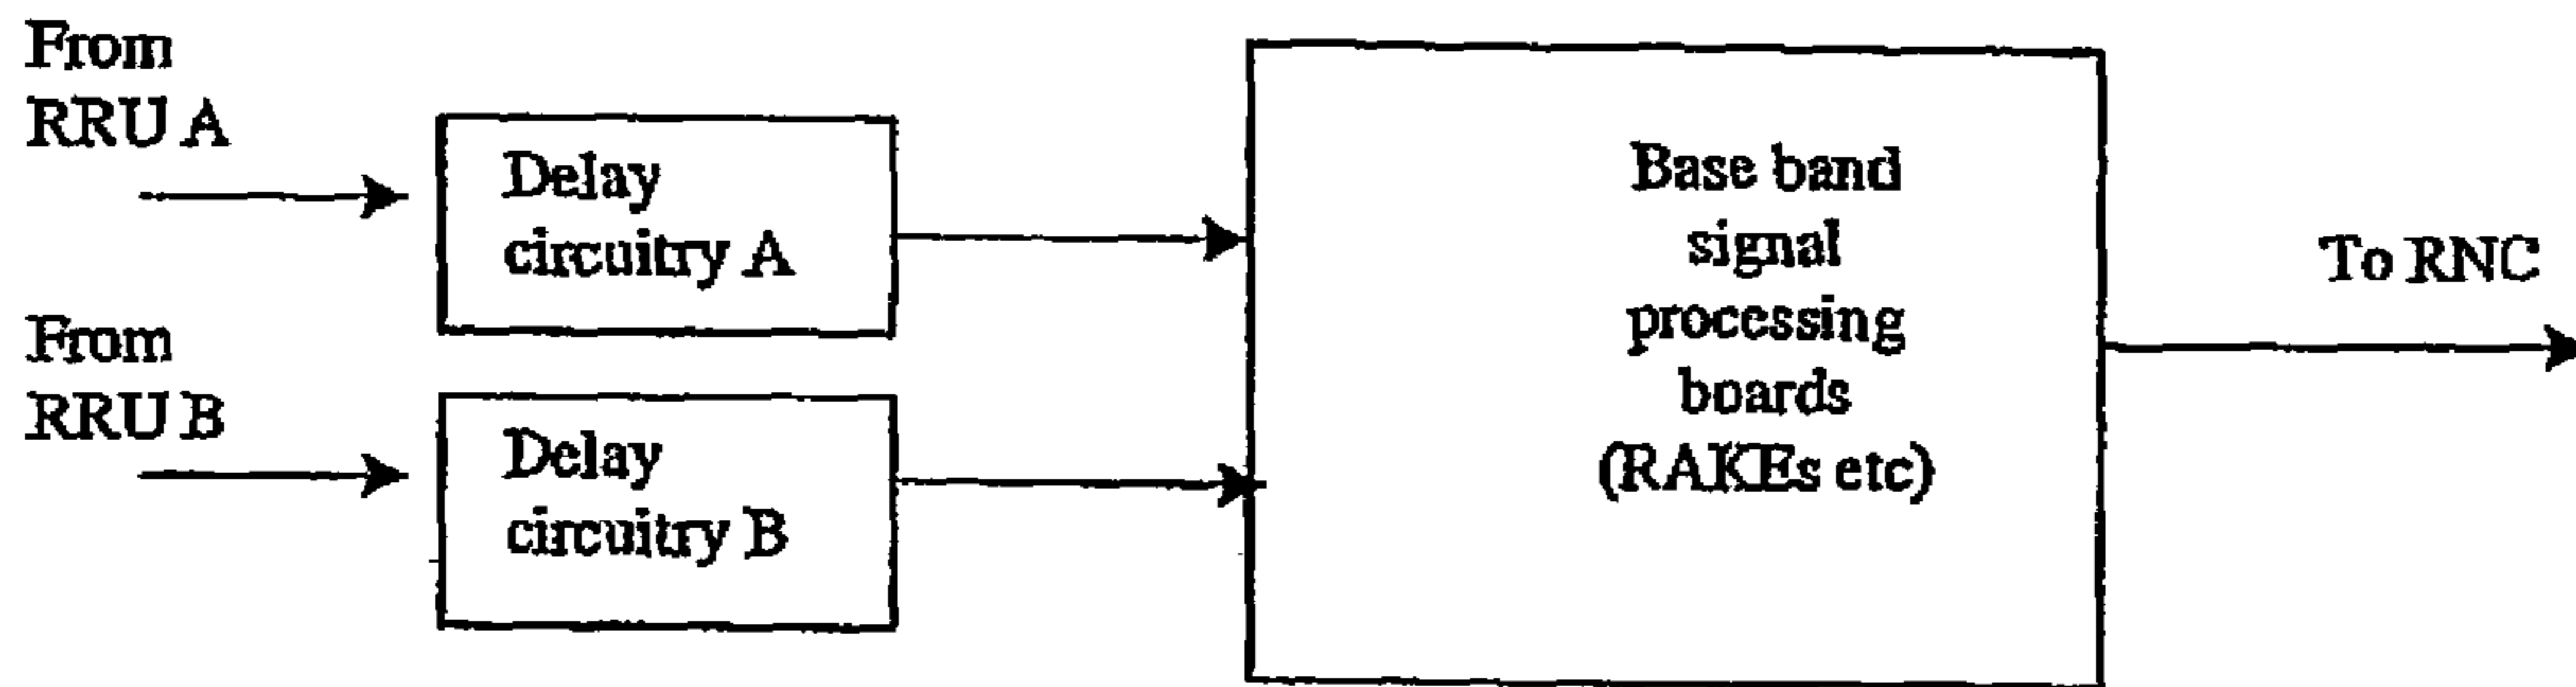 From
RRU A
Delay
circuitry A
From
RRU B
Delay
circuitry B
Base band
signal
processing
boards
(RAKEs etc)
To RNC